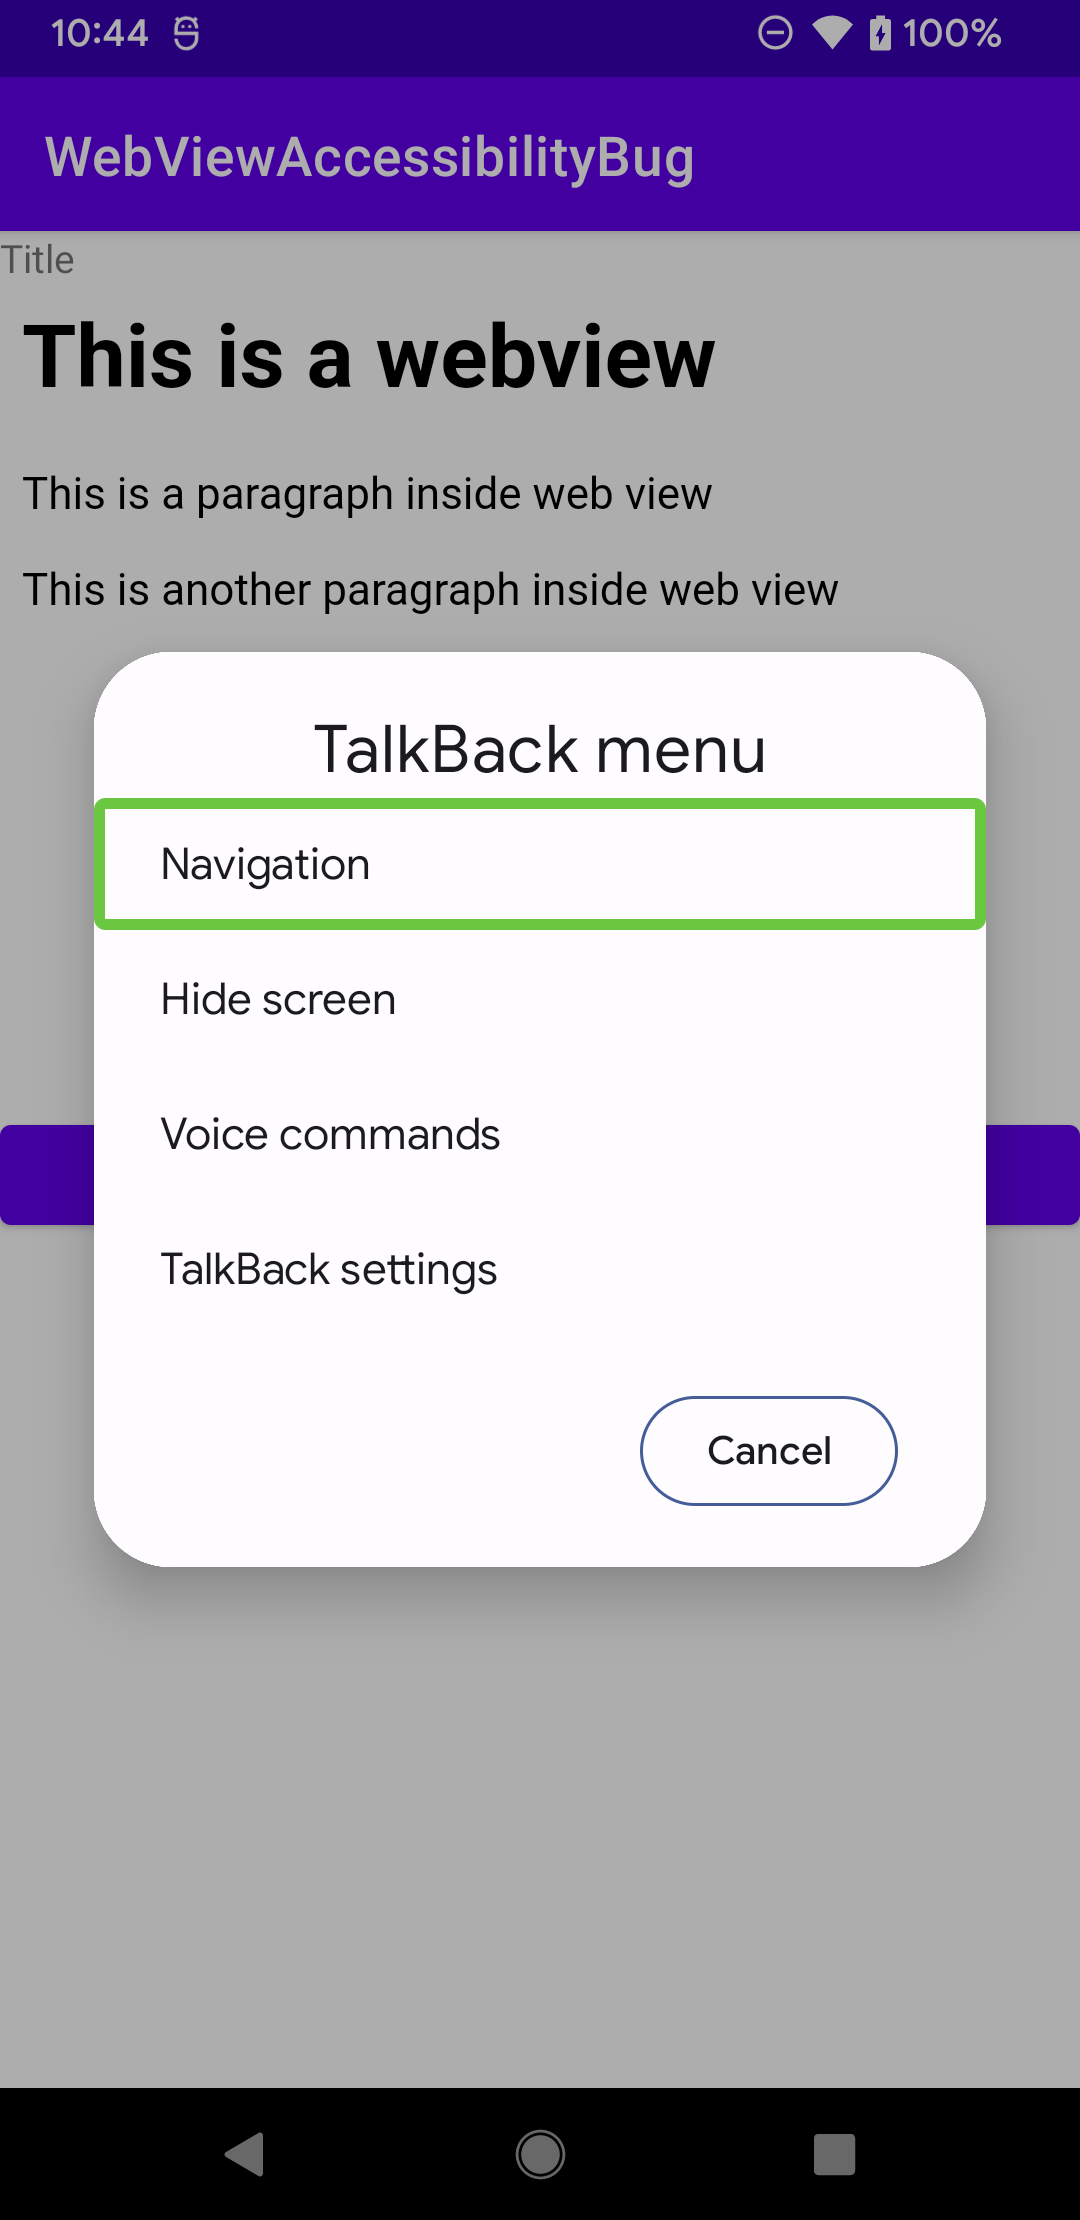 10:44 100%
WebViewAccessibilityBug
Title
This is a webview
This is a paragraph inside web view
This is another paragraph inside web view
TalkBack menu
Navigation
Hide screen
Voice commands
TalkBack settings
Cancel